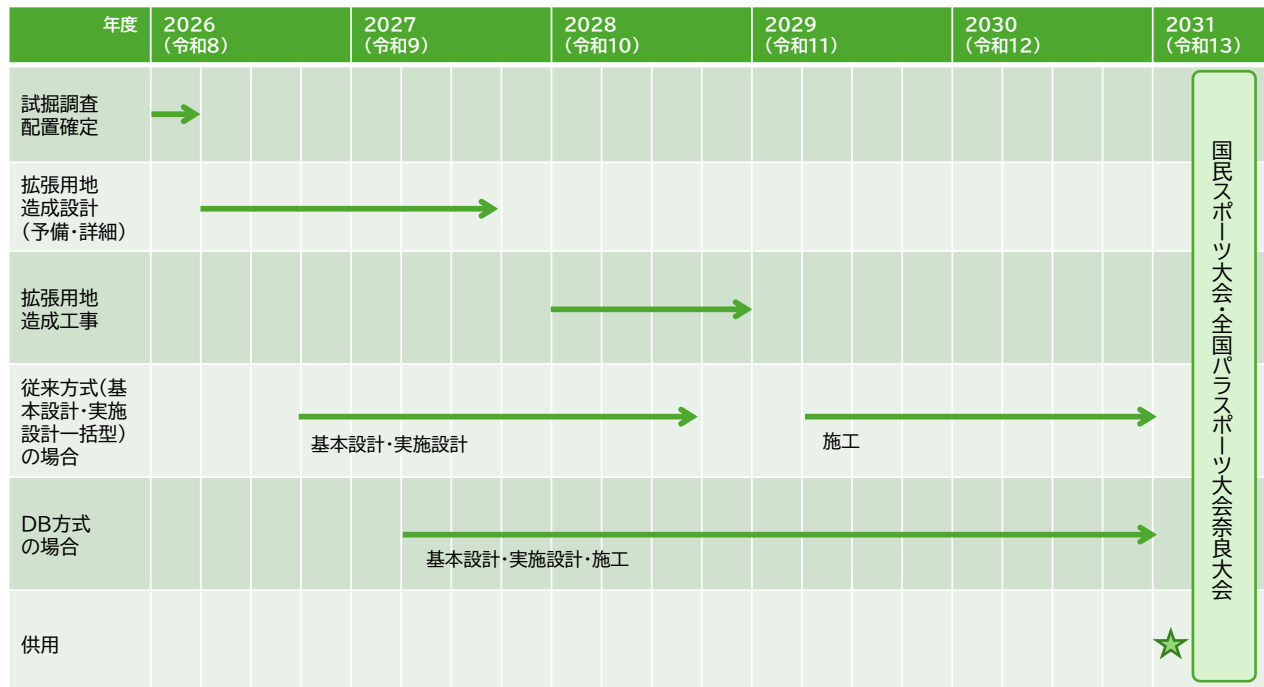 年度
2026
(令和8)
2027
(令和9)
2028
(令和10)
2029
(令和11)
2030
(令和12)
2031
(令和13)
試掘調査
配置確定
拡張用地
造成設計
(予備・詳細)
拡張用地
造成工事
従来方式(基
本設計・実施
設計一括型)
の場合
基本設計・実施設計
施工
DB方式
の場合
基本設計・実施設計・施工
供用
国民スポーツ大会・全国パラスポーツ大会奈良大会